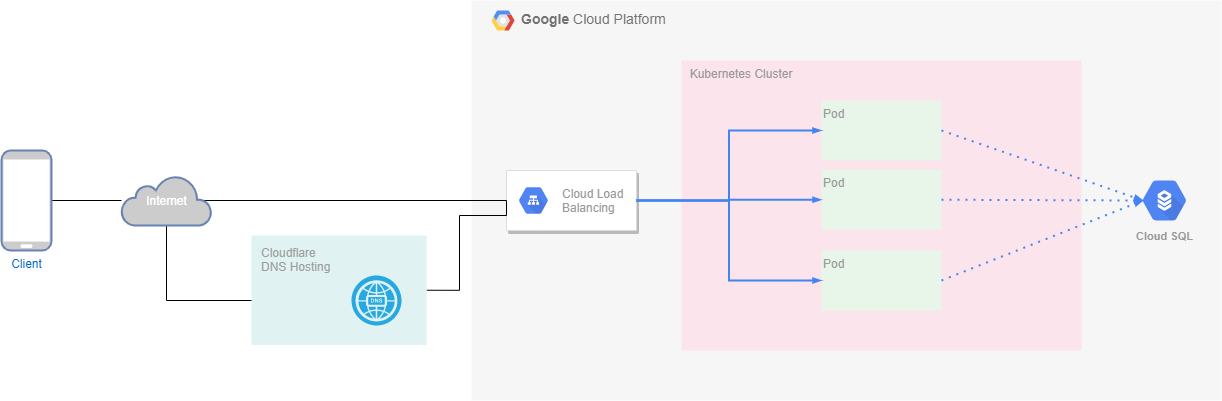 Google Cloud Platform
Kubernetes Cluster
Pod
Pod
Pod
Client
Internet
Cloudflare
DNS Hosting
DNS
Cloud Load
Balancing
Cloud SQL